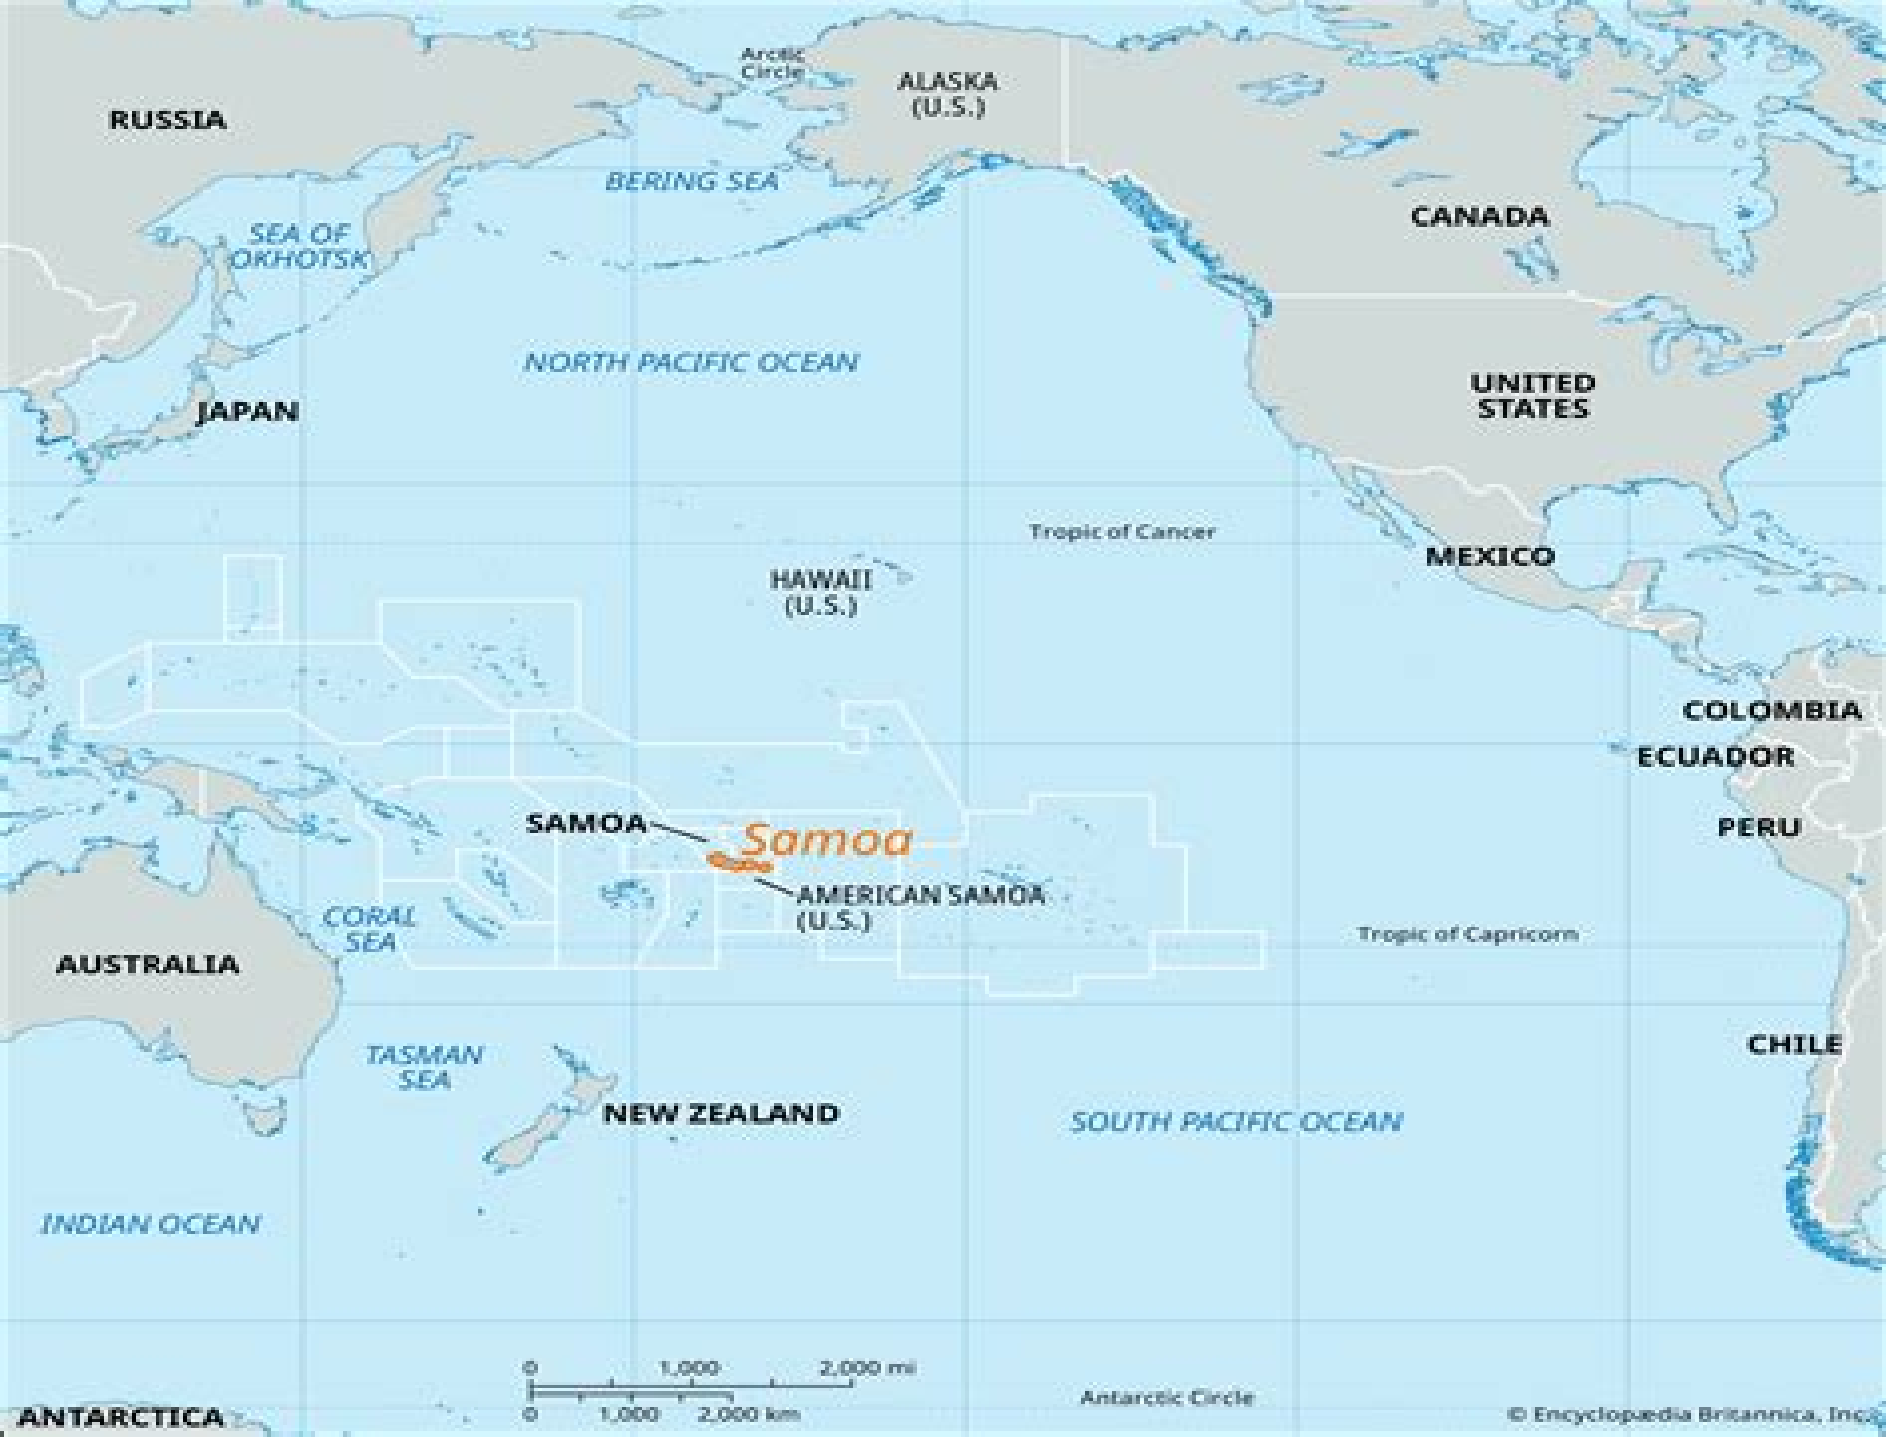 Arctic
Circle
ALASKA
(U.S.)
RUSSIA
BERING SEA
CANADA
SEA OF
OKHOTSK
NORTH PACIFIC OCEAN
UNITED
STATES
JAPAN
Tropic of Cancer
MEXICO
HAWAII
(U.S.)
COLOMBIA
ECUADOR
SAMOA
Samoa
PERU
AMERICAN SAMOA
(U.S.)
CORAL
SEA
Tropic of Capricorn
AUSTRALIA
CHILE
TASMAN
SEA
NEW ZEALAND
SOUTH PACIFIC OCEAN
INDIAN OCEAN
0 1,000 2,000 mi
0 1,000 2,000 km
Antarctic Circle
ANTARCTICA
© Encyclopædia Britannica, Inc.